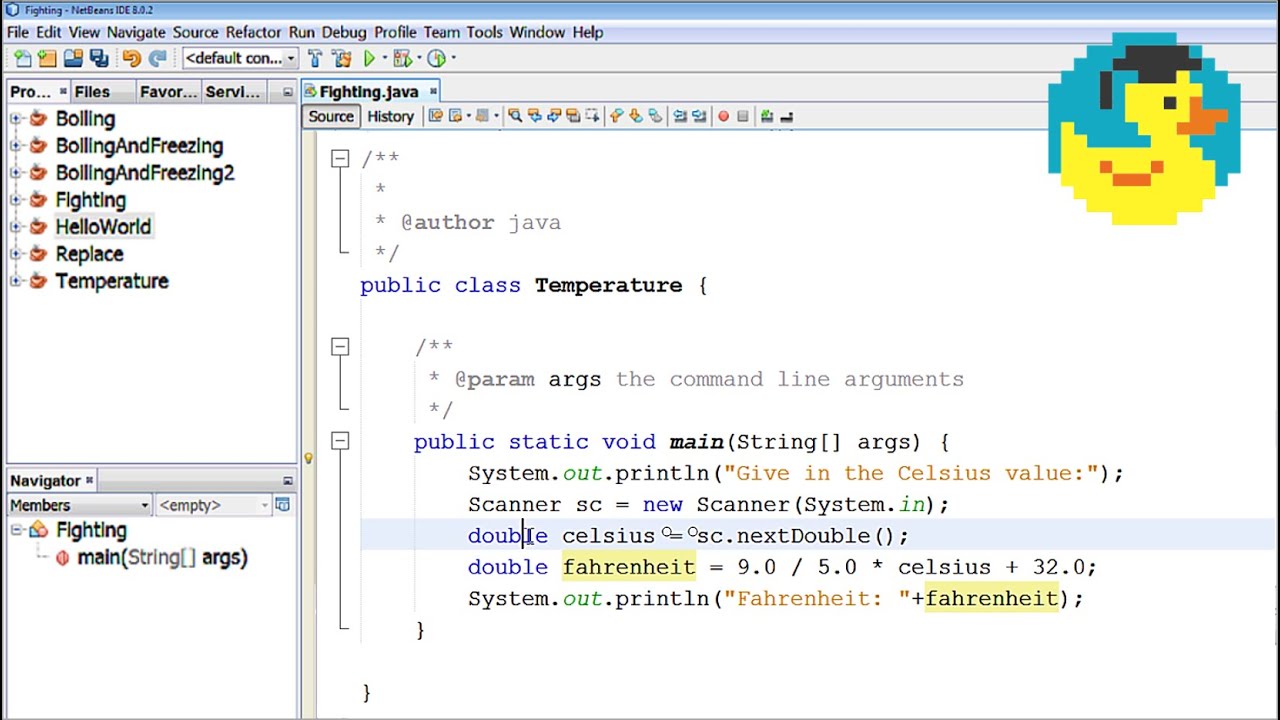 Fighting - NetBeans IDE 8.0.2
File Edit View Navigate Source Refactor Run Debug Profile Team Tools Window Help
<default con...
Pro... Files Favor... Servi...
Boiling
BoilingAndFreezing
BoilingAndFreezing2
Fighting
HelloWorld
Replace
Temperature
Navigator
Members <empty>
Fighting
main(String[] args)
Fighting.java
Source History
/**
*
* @author java
*/
public class Temperature {
/**
* @param args the command line arguments
*/
public static void main(String[] args) {
System.out.println("Give in the Celsius value:");
Scanner sc = new Scanner(System.in);
double celsius = sc.nextDouble();
double fahrenheit = 9.0 / 5.0 * celsius + 32.0;
System.out.println("Fahrenheit: "+fahrenheit);
}
}